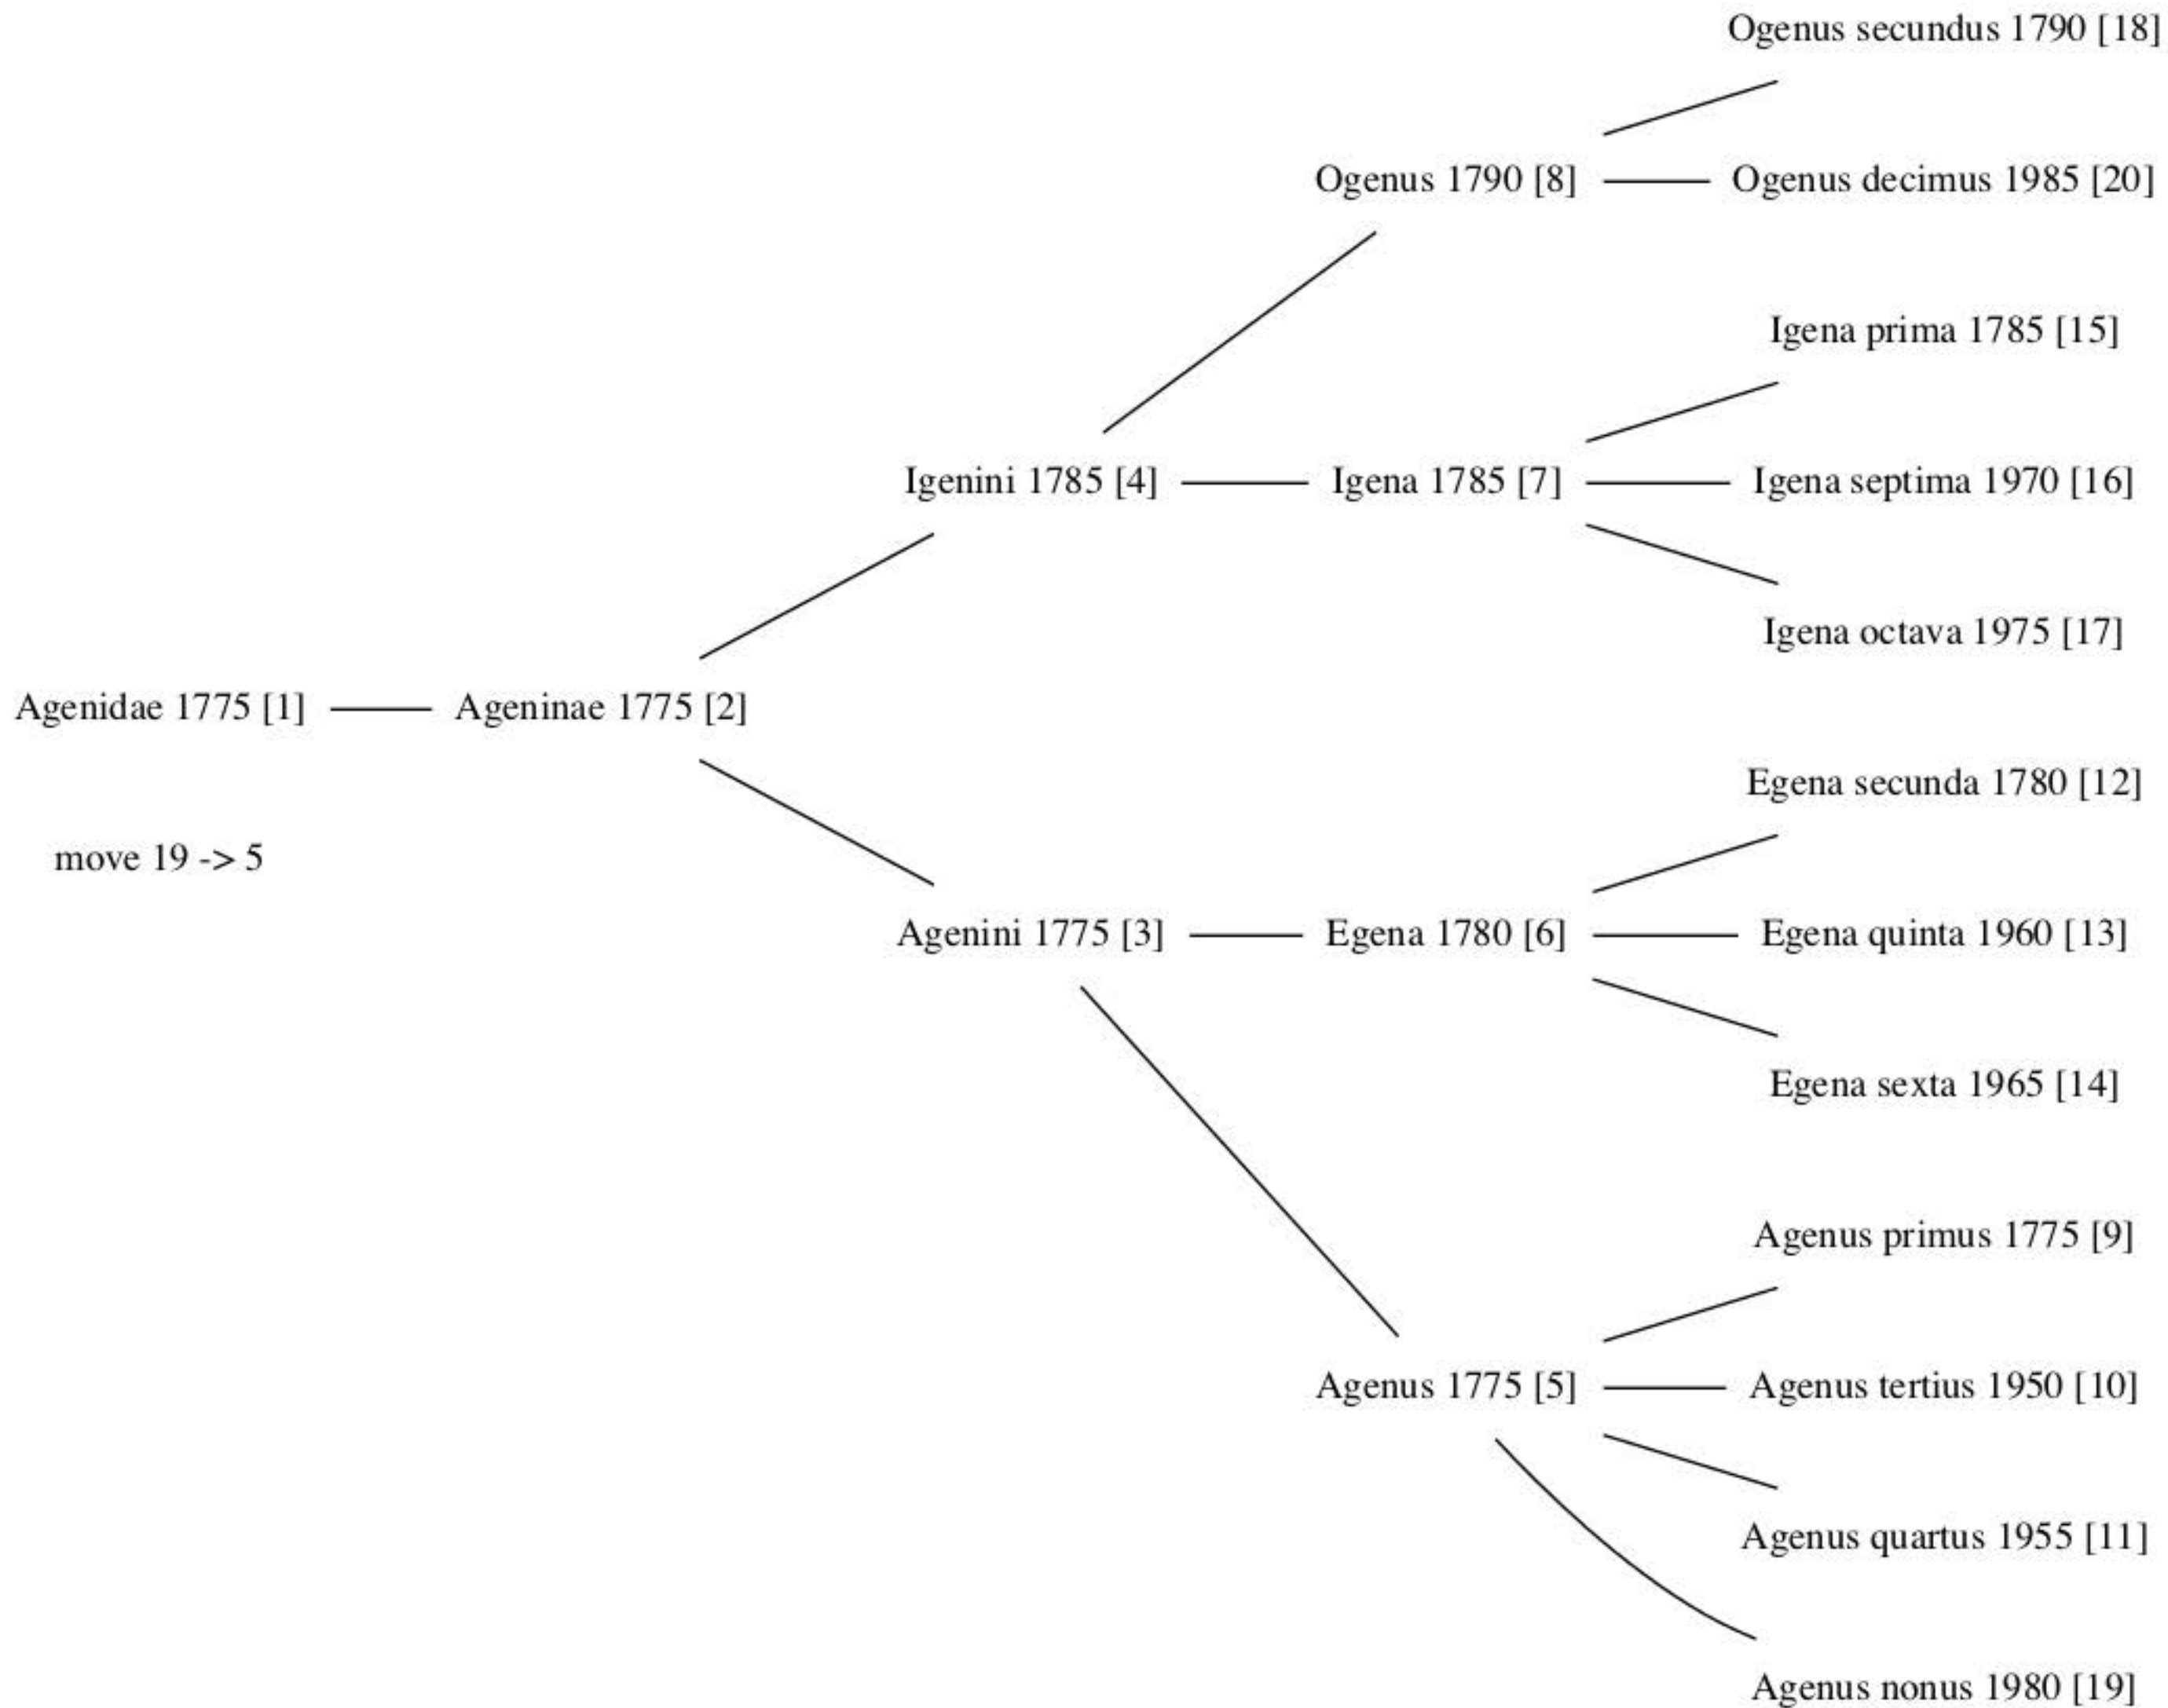 Ogenus secundus 1790 [18]
Ogenus 1790 [8]
Ogenus decimus 1985 [20]
Igena prima 1785 [15]
Igenini 1785 [4]
Igena 1785 [7]
Igena septima 1970 [16]
Igena octava 1975 [17]
Agenidae 1775 [1]
Ageninae 1775 [2]
Egena secunda 1780 [12]
move 19 -> 5
Agenini 1775 [3]
Egena 1780 [6]
Egena quinta 1960 [13]
Egena sexta 1965 [14]
Agenus primus 1775 [9]
Agenus 1775 [5]
Agenus tertius 1950 [10]
Agenus quartus 1955 [11]
Agenus nonus 1980 [19]